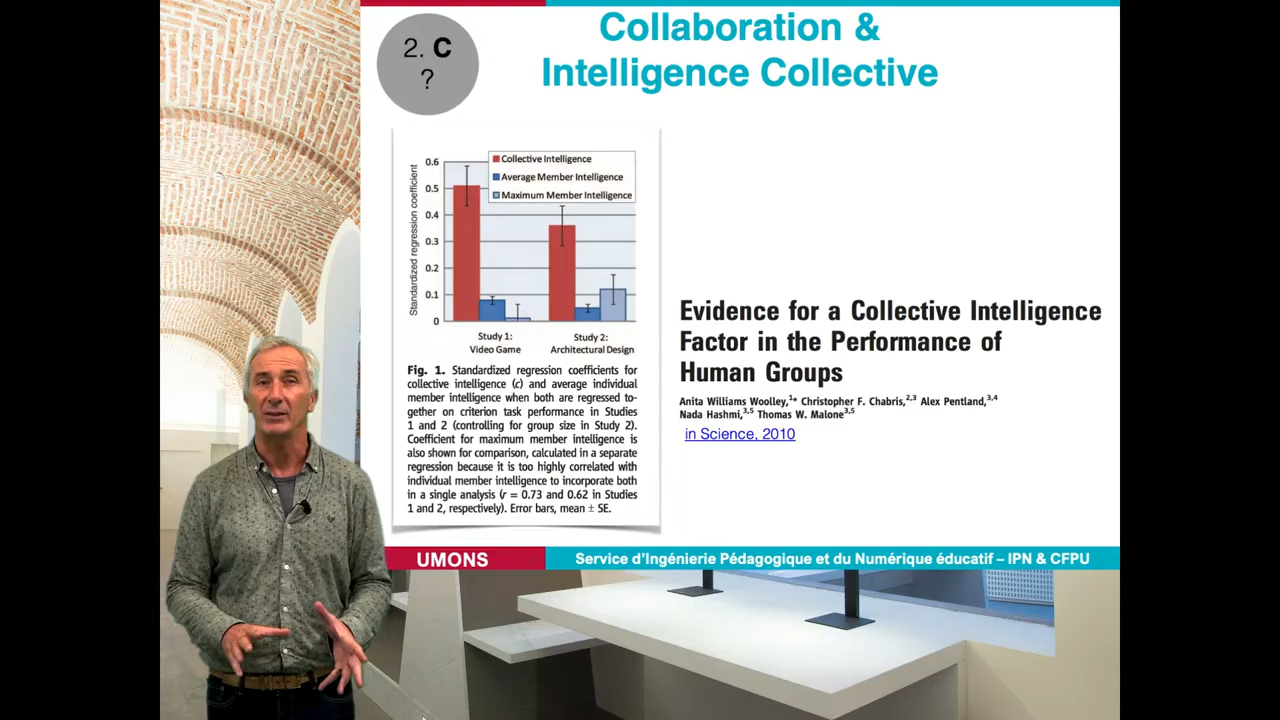 2. C
?
Collaboration &
Intelligence Collective
Standardized regression coefficient
0.6
0.5
0.4
0.3
0.2
0.1
0
Collective Intelligence
Average Member Intelligence
Maximum Member Intelligence
Study 1:
Video Game
Study 2:
Architectural Design
Fig. 1. Standardized regression coefficients for
collective intelligence (c) and average individual
member intelligence when both are regressed to-
gether on criterion task performance in Studies
1 and 2 (controlling for group size in Study 2).
Coefficient for maximum member intelligence is
also shown for comparison, calculated in a separate
regression because it is too highly correlated with
individual member intelligence to incorporate both
in a single analysis (r = 0.73 and 0.62 in Studies
1 and 2, respectively). Error bars, mean ± SE.
Evidence for a Collective Intelligence
Factor in the Performance of
Human Groups
Anita Williams Woolley,1* Christopher F. Chabris,2,3 Alex Pentland,3,4
Nada Hashmi,3,5 Thomas W. Malone3,5
in Science, 2010
UMONS
Service d'Ingénierie Pédagogique et du Numérique éducatif – IPN & CFPU